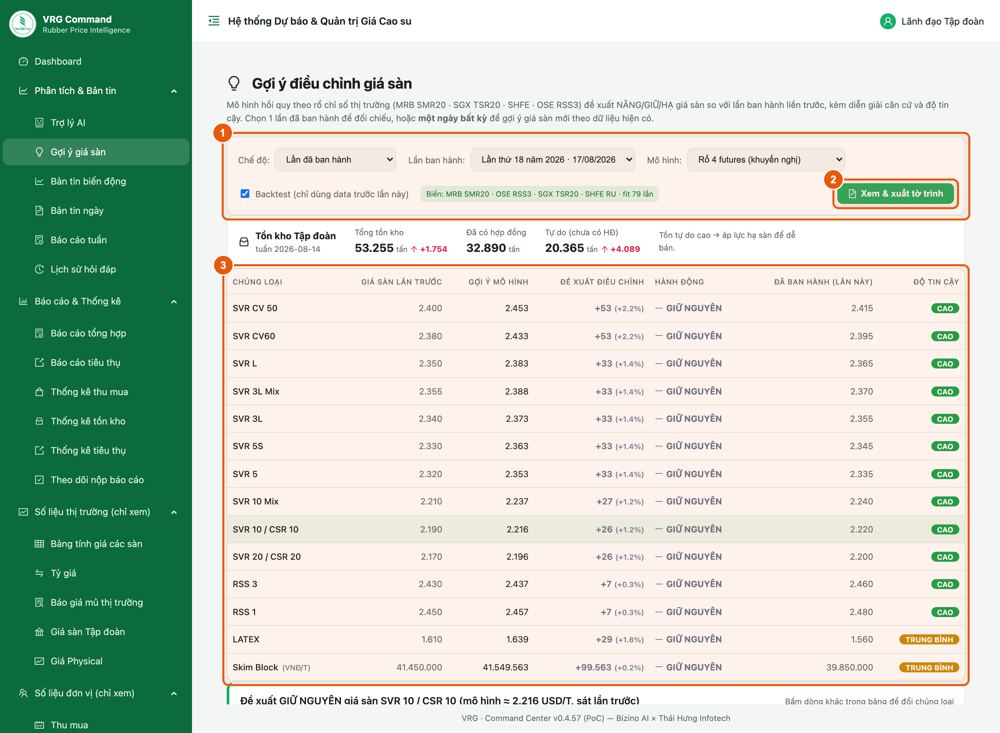 VRG Command
Rubber Price Intelligence
Dashboard
Phân tích & Bản tin
Trợ lý AI
Gợi ý giá sàn
Bản tin biến động
Bản tin ngày
Báo cáo tuần
Lịch sử hỏi đáp
Báo cáo & Thống kê
Báo cáo tổng hợp
Báo cáo tiêu thụ
Thống kê thu mua
Thống kê tồn kho
Thống kê tiêu thụ
Theo dõi nộp báo cáo
Số liệu thị trường (chỉ xem)
Bảng tính giá các sàn
Tỷ giá
Báo giá mủ thị trường
Giá sàn Tập đoàn
Giá Physical
Số liệu đơn vị (chỉ xem)
Thu mua
Hệ thống Dự báo & Quản trị Giá Cao su
Lãnh đạo Tập đoàn
Gợi ý điều chỉnh giá sàn
Mô hình hồi quy theo rổ chỉ số thị trường (MRB SMR20 · SGX TSR20 · SHFE · OSE RSS3) đề xuất NÂNG/GIỮ/HẠ giá sàn so với lần ban hành liền trước, kèm diễn giải căn cứ và độ tin
cậy. Chọn 1 lần đã ban hành để đối chiếu, hoặc một ngày bất kỳ để gợi ý giá sàn mới theo dữ liệu hiện có.
1
Chế độ: Lần đã ban hành Lần ban hành: Lần thứ 18 năm 2026 · 17/08/2026 Mô hình: Rổ 4 futures (khuyến nghị)
2
Backtest (chỉ dùng data trước lần này) Biến: MRB SMR20 · OSE RSS3 · SGX TSR20 · SHFE RU · fit 79 lần Xem & xuất tờ trình
Tồn kho Tập đoàn
tuần 2026-08-14
Tổng tồn kho
53.255 tấn ↑ +1.754
Đã có hợp đồng
32.890 tấn
Tự do (chưa có HĐ)
20.365 tấn ↑ +4.089
Tồn tự do cao → áp lực hạ sàn để dễ
bán.
3
CHỦNG LOẠI GIÁ SÀN LẦN TRƯỚC GỢI Ý MÔ HÌNH ĐỀ XUẤT ĐIỀU CHỈNH HÀNH ĐỘNG ĐÃ BAN HÀNH (LẦN NÀY) ĐỘ TIN CẬY
SVR CV 50 2.400 2.453 +53 (+2.2%) — GIỮ NGUYÊN 2.415 CAO
SVR CV60 2.380 2.433 +53 (+2.2%) — GIỮ NGUYÊN 2.395 CAO
SVR L 2.350 2.383 +33 (+1.4%) — GIỮ NGUYÊN 2.365 CAO
SVR 3L Mix 2.355 2.388 +33 (+1.4%) — GIỮ NGUYÊN 2.370 CAO
SVR 3L 2.340 2.373 +33 (+1.4%) — GIỮ NGUYÊN 2.355 CAO
SVR 5S 2.330 2.363 +33 (+1.4%) — GIỮ NGUYÊN 2.345 CAO
SVR 5 2.320 2.353 +33 (+1.4%) — GIỮ NGUYÊN 2.335 CAO
SVR 10 Mix 2.210 2.237 +27 (+1.2%) — GIỮ NGUYÊN 2.240 CAO
SVR 10 / CSR 10 2.190 2.216 +26 (+1.2%) — GIỮ NGUYÊN 2.220 CAO
SVR 20 / CSR 20 2.170 2.196 +26 (+1.2%) — GIỮ NGUYÊN 2.200 CAO
RSS 3 2.430 2.437 +7 (+0.3%) — GIỮ NGUYÊN 2.460 CAO
RSS 1 2.450 2.457 +7 (+0.3%) — GIỮ NGUYÊN 2.480 CAO
LATEX 1.610 1.639 +29 (+1.8%) — GIỮ NGUYÊN 1.560 TRUNG BÌNH
Skim Block (VNĐ/T) 41.450.000 41.549.563 +99.563 (+0.2%) — GIỮ NGUYÊN 39.850.000 TRUNG BÌNH
Đề xuất GIỮ NGUYÊN giá sàn SVR 10 / CSR 10 (mô hình ≈ 2.216 USD/T, sát lần trước) Bấm dòng khác trong bảng để đổi chủng loại
VRG · Command Center v0.4.57 (PoC) — Bizino AI × Thái Hưng Infotech